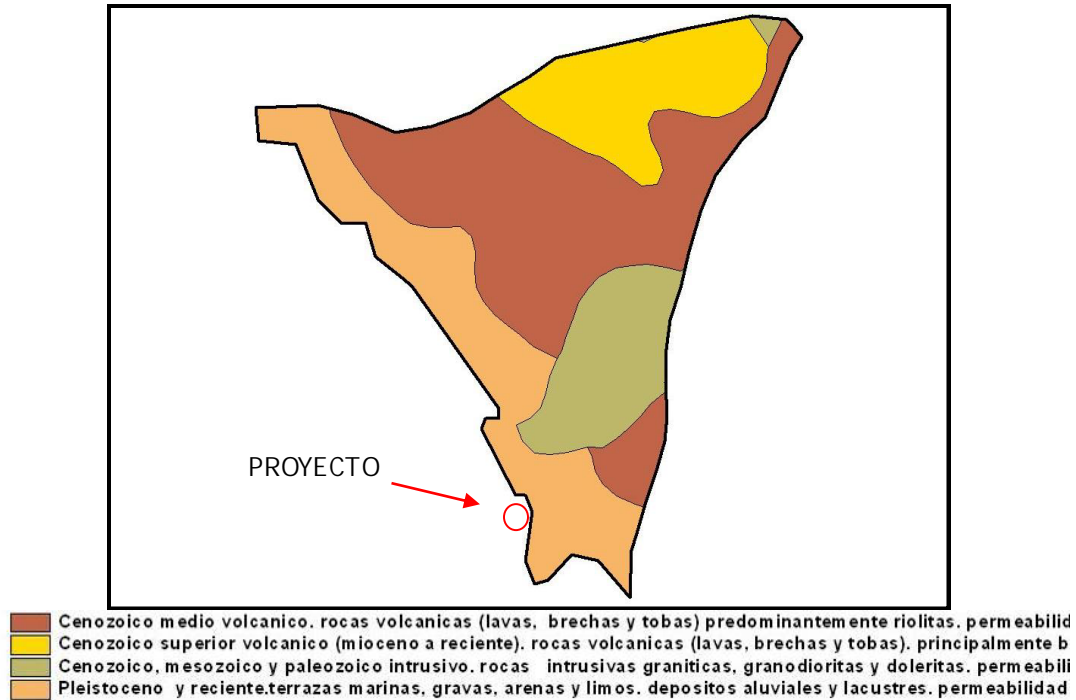 PROYECTO
Cenozoico medio volcanico. rocas volcanicas (lavas, brechas y tobas) predominantemente riolitas. permeabilid
Cenozoico superior volcanico (mioceno a reciente). rocas volcanicas (lavas, brechas y tobas). principalmente b
Cenozoico, mesozoico y paleozoico intrusivo. rocas intrusivas graniticas, granodioritas y doleritas. permeabili
Pleistoceno y reciente.terrazas marinas, gravas, arenas y limos. depositos aluviales y lacustres. permeabilidad